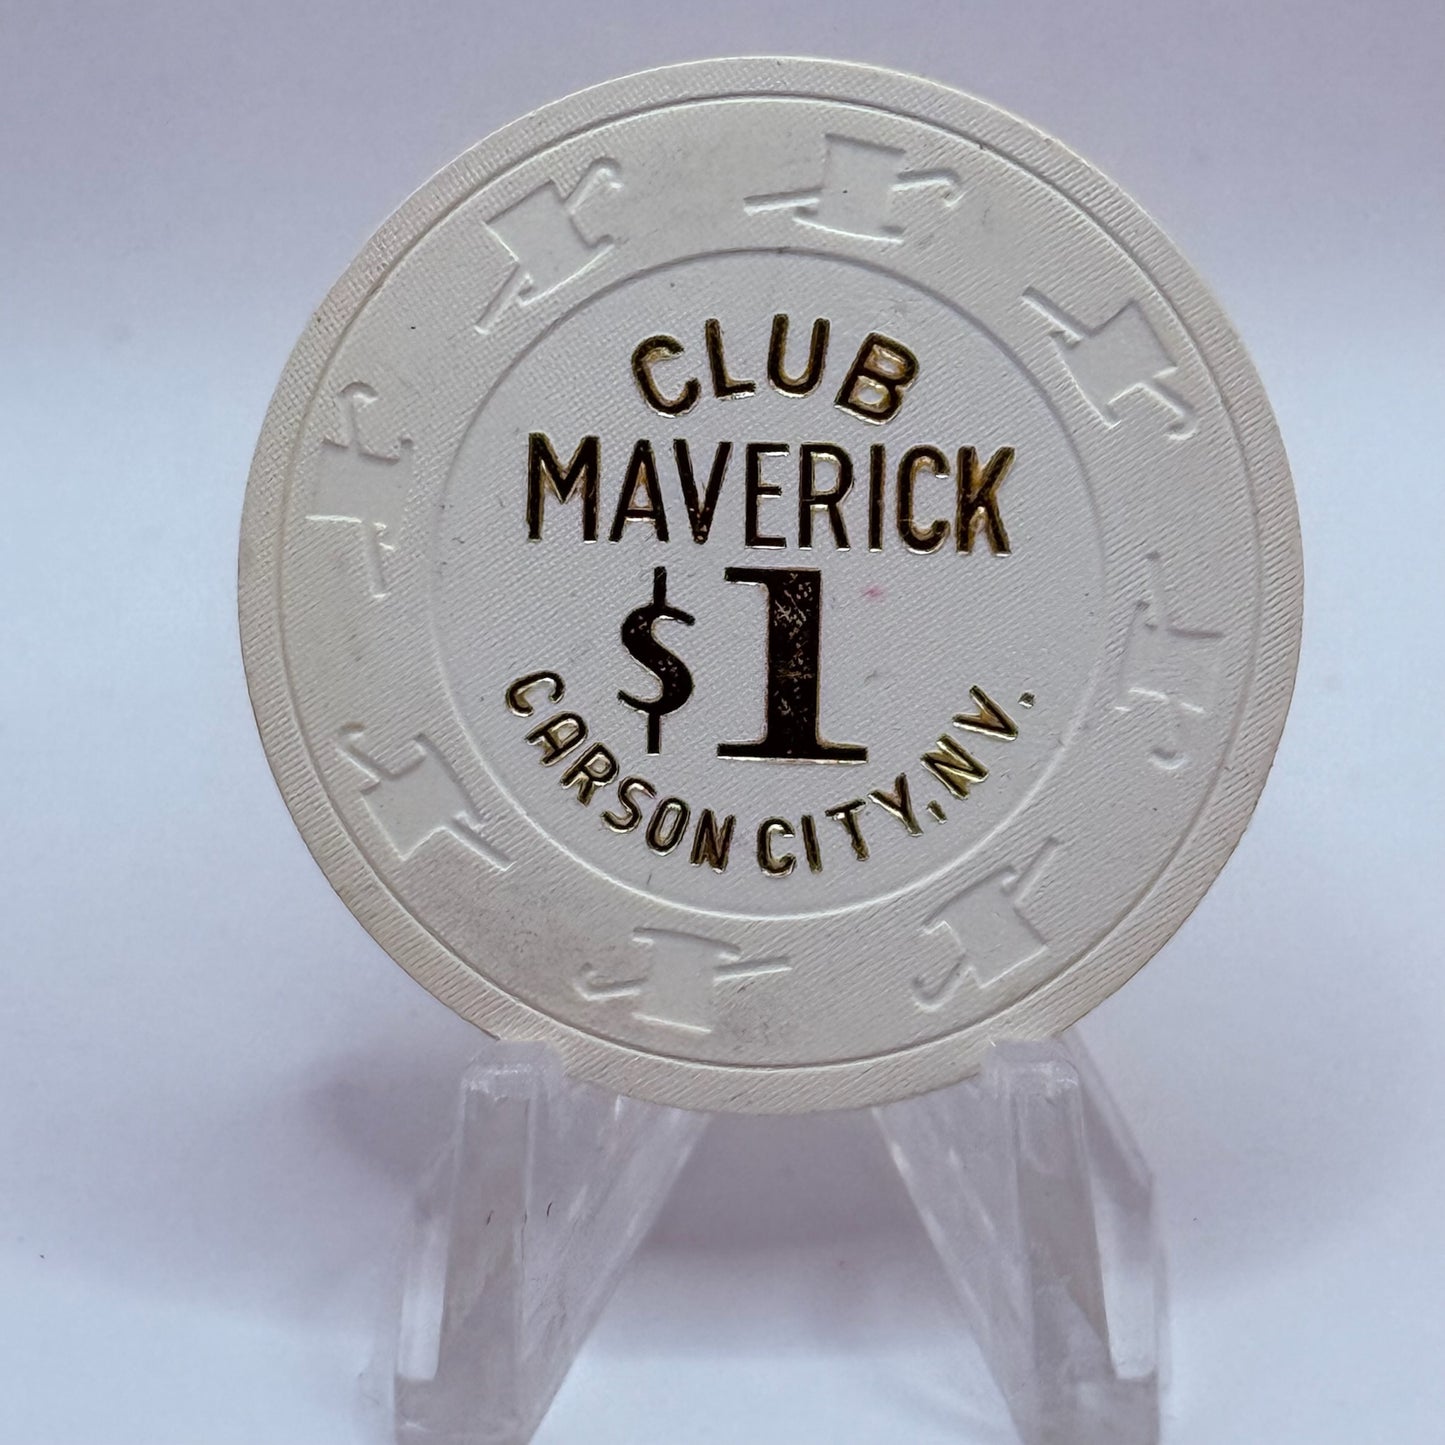 CLUB
MAVERICK
$1
CARSON CITY, NV.